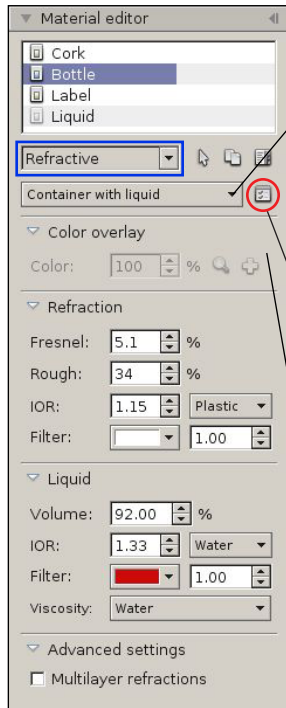 Material editor
Cork
Bottle
Label
Liquid
Refractive
Container with liquid
Color overlay
Color: 100 %
Refraction
Fresnel: 5.1 %
Rough: 34 %
IOR: 1.15 Plastic
Filter: 1.00
Liquid
Volume: 92.00 %
IOR: 1.33 Water
Filter: 1.00
Viscosity: Water
Advanced settings
Multilayer refractions